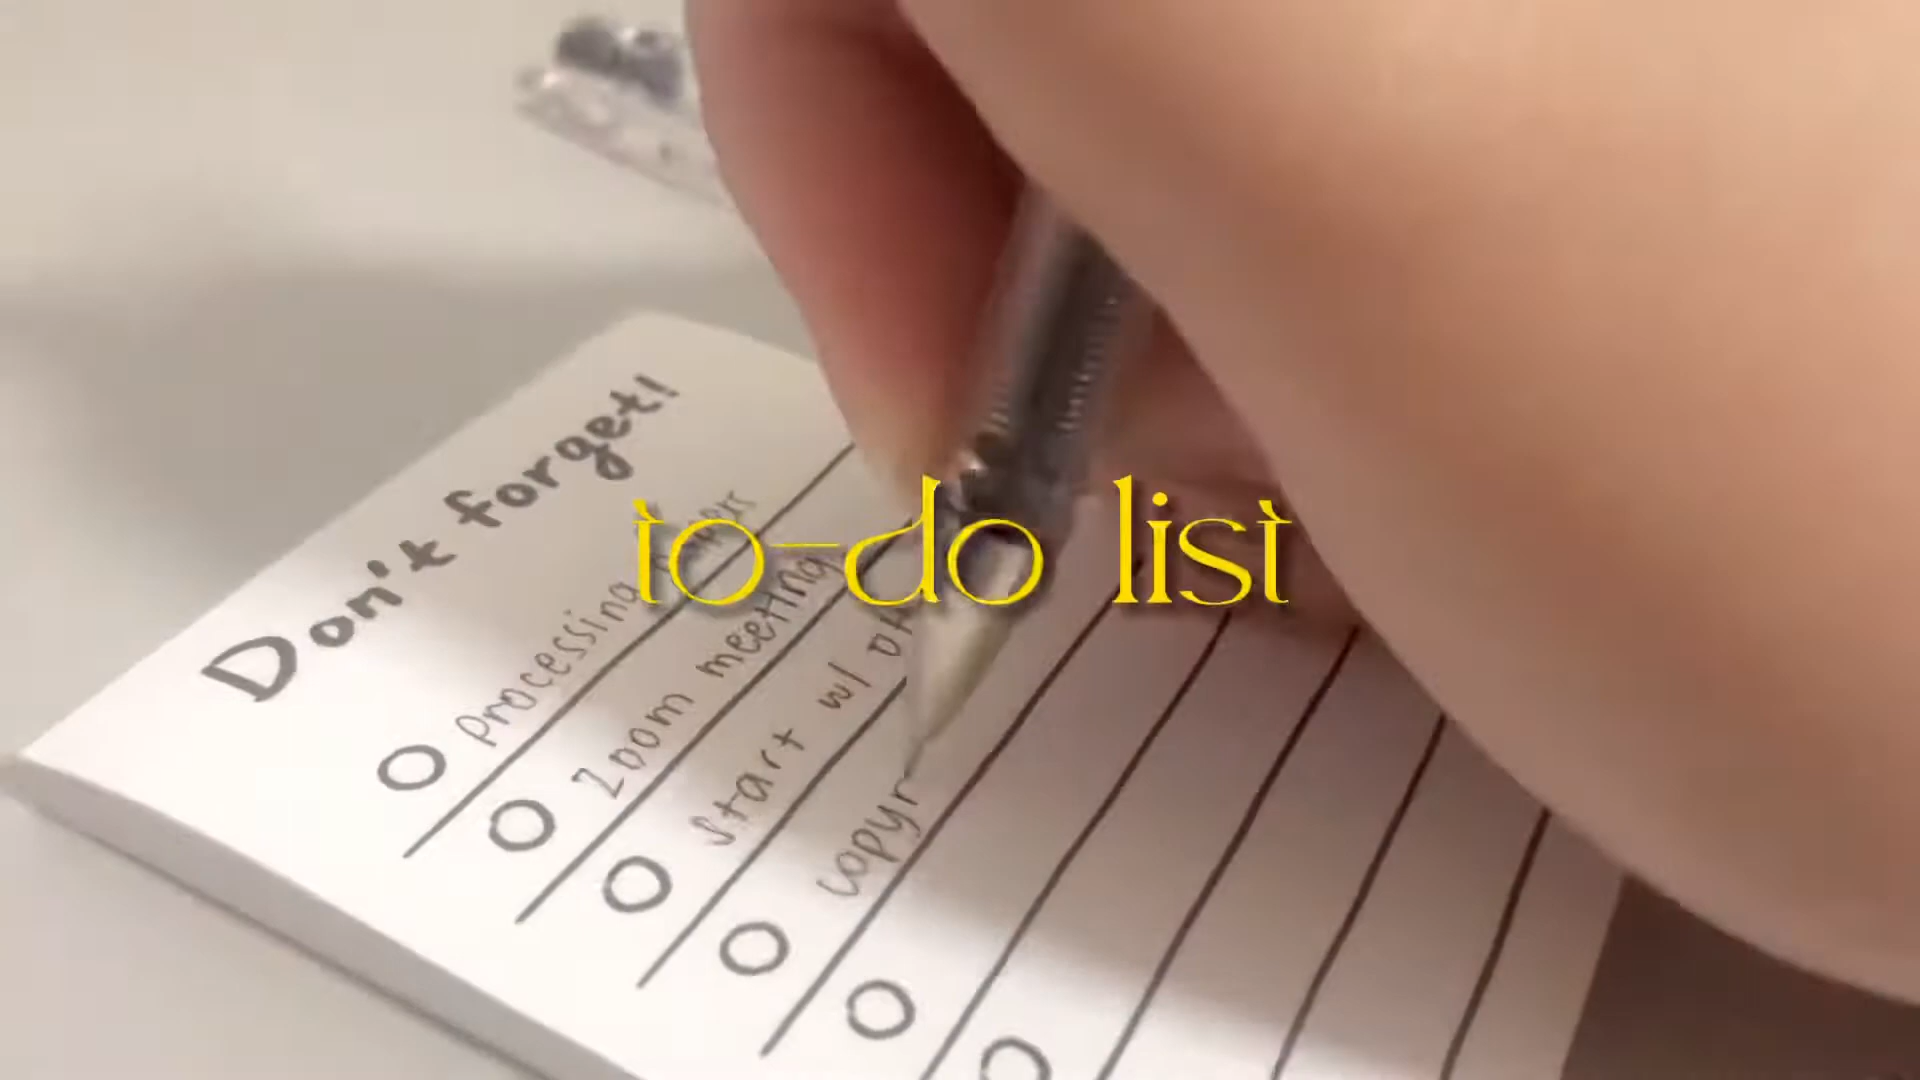 Don't forget!
processing
zoom meeting
start w/
copyr
to-do list